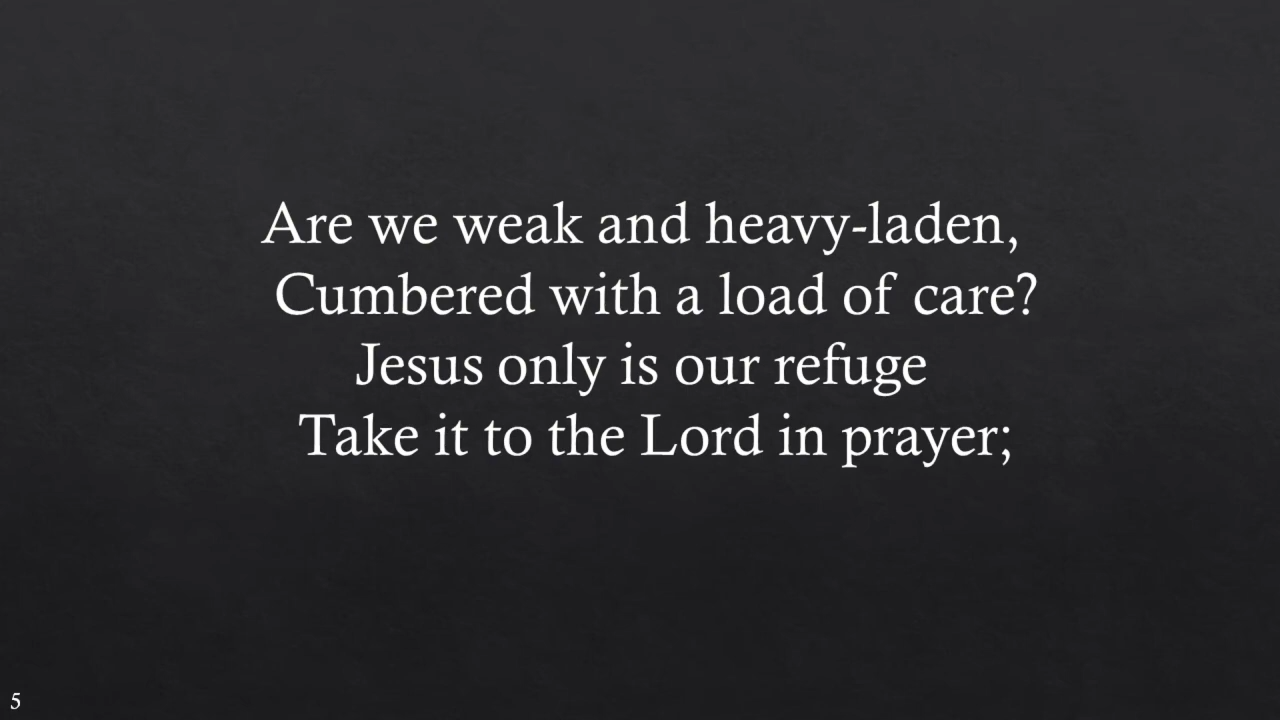 Are we weak and heavy-laden,
Cumbered with a load of care?
Jesus only is our refuge
Take it to the Lord in prayer;
5